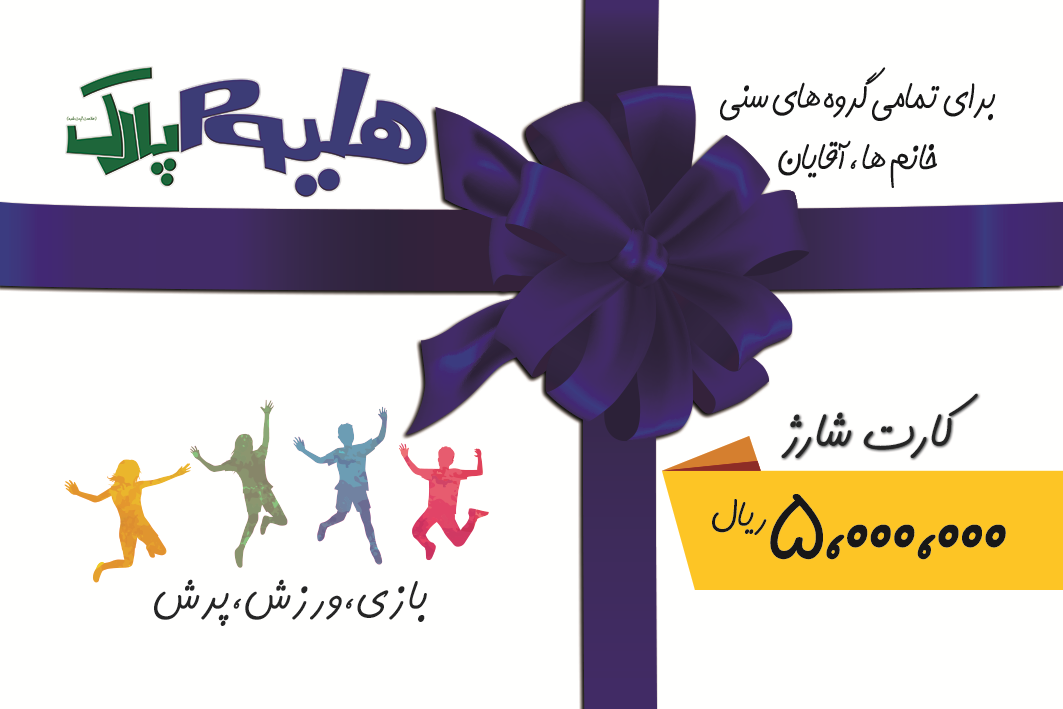 هلیوم پارک
برای تمامی گروه های سنی
خانم ها، آقایان
کارت شارژ
۵،۰۰۰،۰۰۰ ریال
بازی، ورزش، پرش